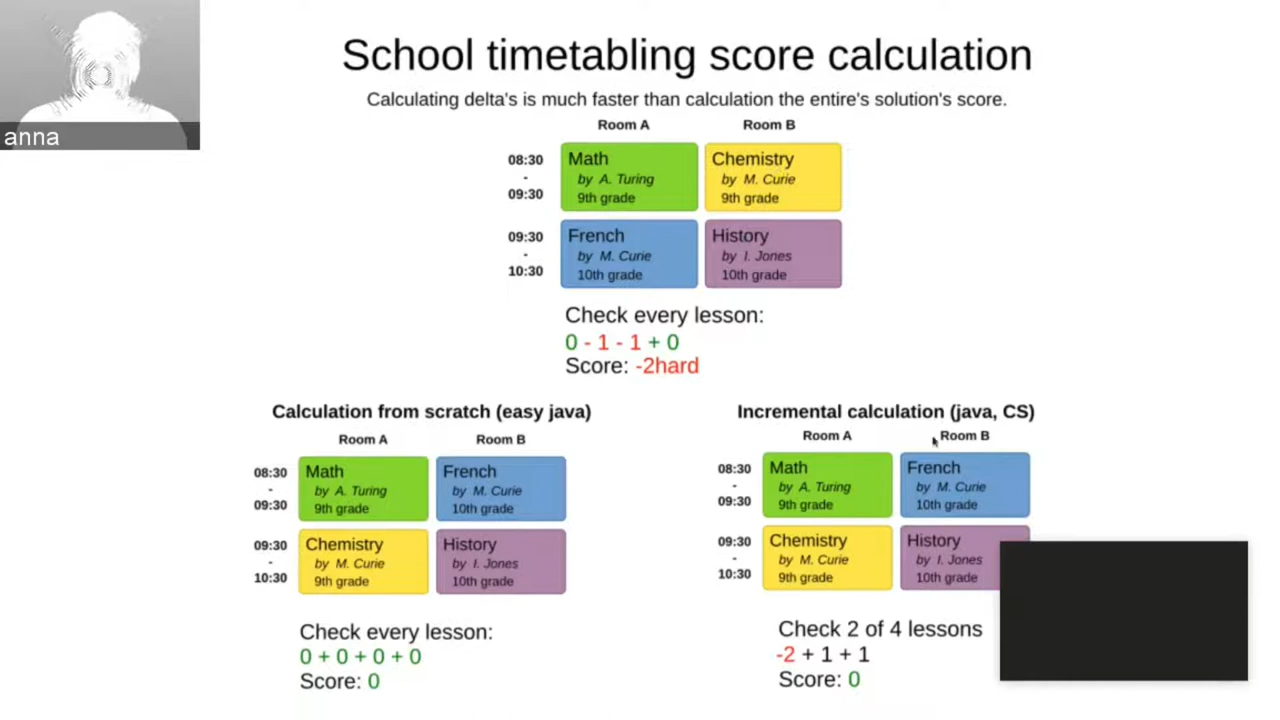 anna
School timetabling score calculation
Calculating delta's is much faster than calculation the entire's solution's score.
Room A Room B
08:30
-
09:30
Math
by A. Turing
9th grade
Chemistry
by M. Curie
9th grade
09:30
-
10:30
French
by M. Curie
10th grade
History
by I. Jones
10th grade
Check every lesson:
0 - 1 - 1 + 0
Score: -2hard
Calculation from scratch (easy java)
Room A Room B
08:30
-
09:30
Math
by A. Turing
9th grade
French
by M. Curie
10th grade
09:30
-
10:30
Chemistry
by M. Curie
9th grade
History
by I. Jones
10th grade
Check every lesson:
0 + 0 + 0 + 0
Score: 0
Incremental calculation (java, CS)
Room A Room B
08:30
-
09:30
Math
by A. Turing
9th grade
French
by M. Curie
10th grade
09:30
-
10:30
Chemistry
by M. Curie
9th grade
History
by I. Jones
10th grade
Check 2 of 4 lessons
-2 + 1 + 1
Score: 0